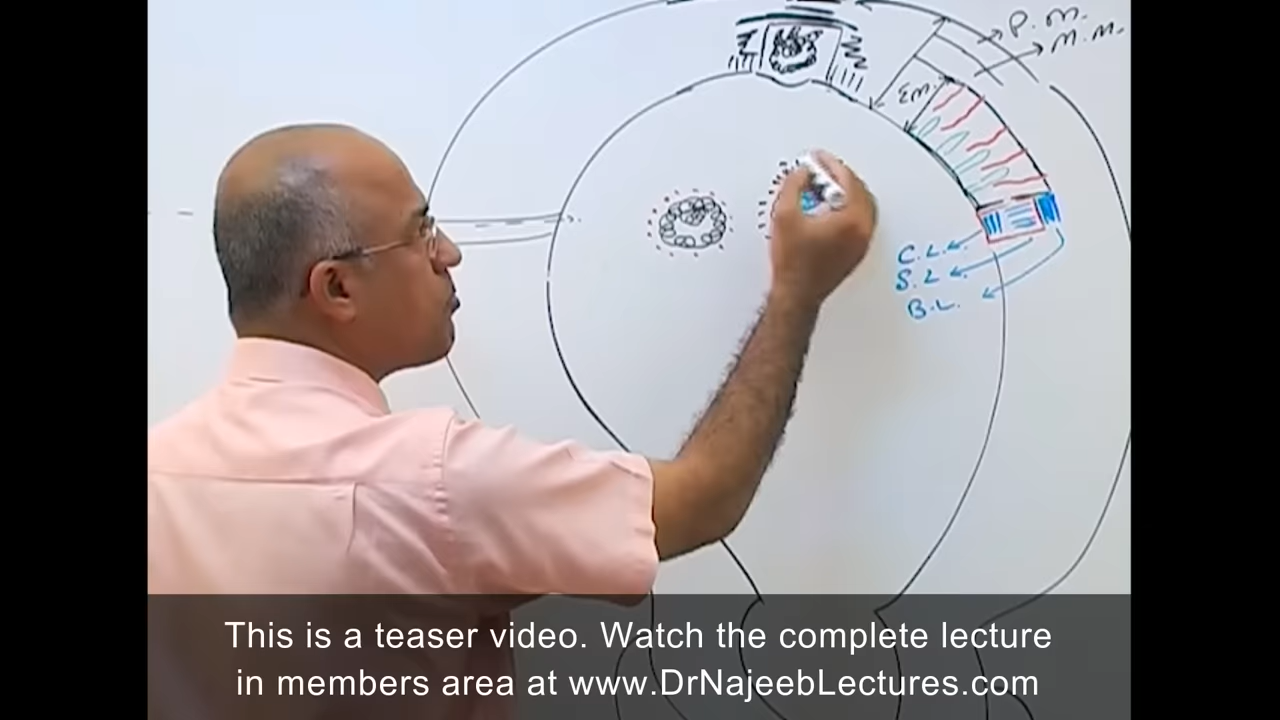 P.M.
M.M.
EM.
C.L.
S.L
B.L.
This is a teaser video. Watch the complete lecture
in members area at www.DrNajeebLectures.com